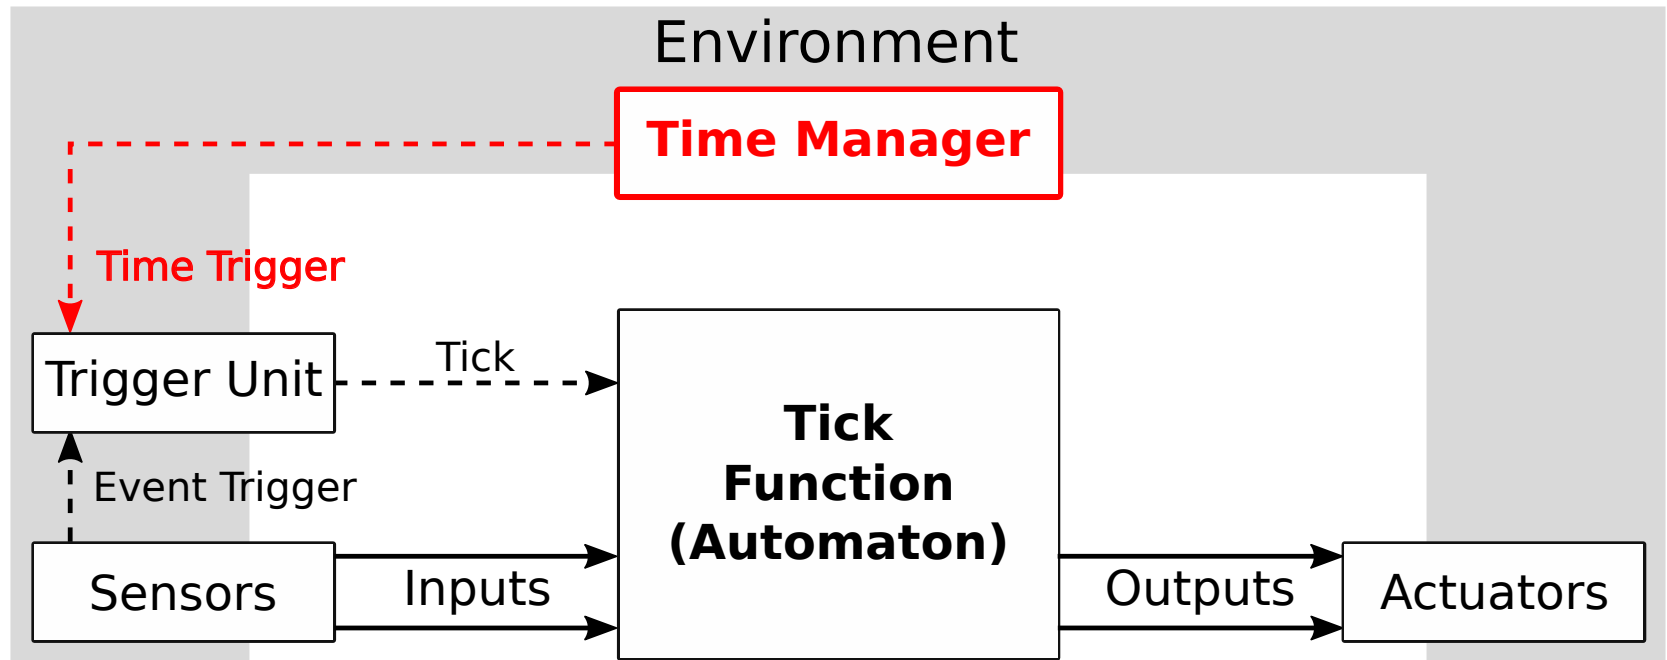 Environment
Time Manager
Time Trigger
Trigger Unit
Tick
Event Trigger
Tick
Function
(Automaton)
Sensors
Inputs
Outputs
Actuators